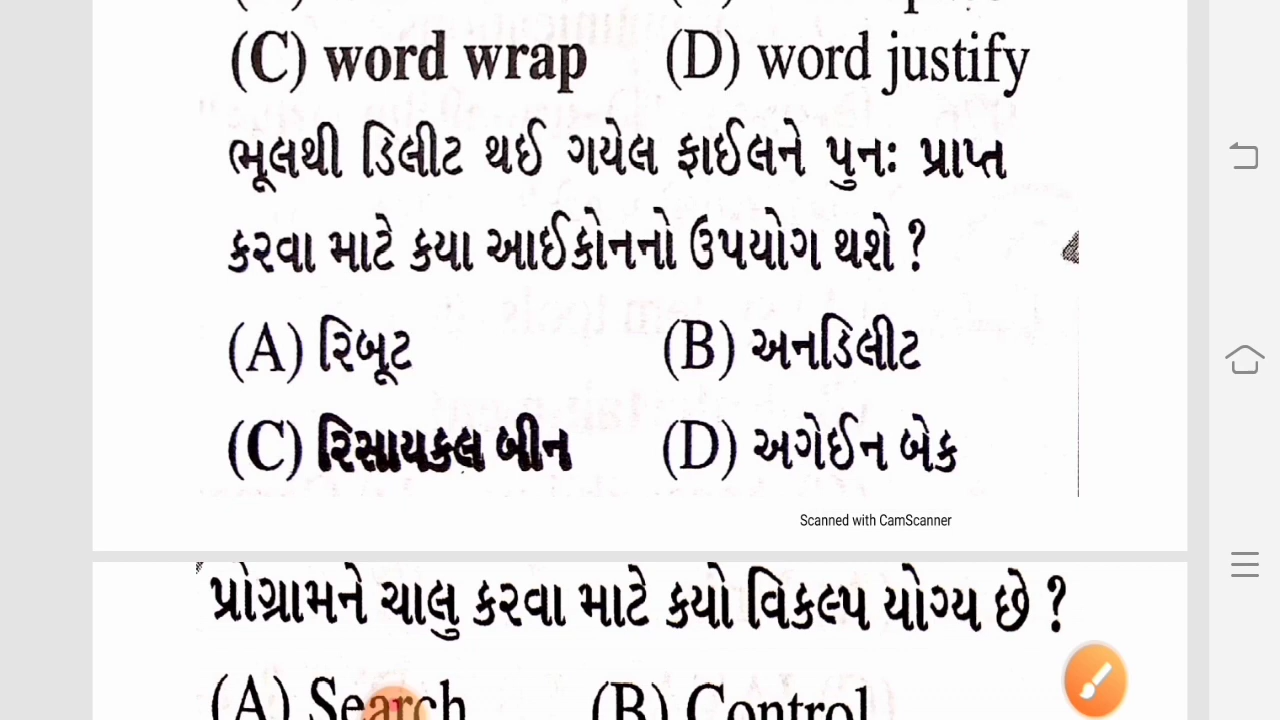 (C) word wrap (D) word justify
ભૂલથી ડિલીટ થઈ ગયેલ ફાઈલને પુનઃ પ્રાપ્ત
કરવા માટે કયા આઈકોનનો ઉપયોગ થશે ?
(A) રિબૂટ (B) અનડિલીટ
(C) રિસાયકલ બીન (D) અગેઈન બેક
Scanned with CamScanner
પ્રોગ્રામને ચાલુ કરવા માટે કયો વિકલ્પ યોગ્ય છે ?
(A) Search (B) Control